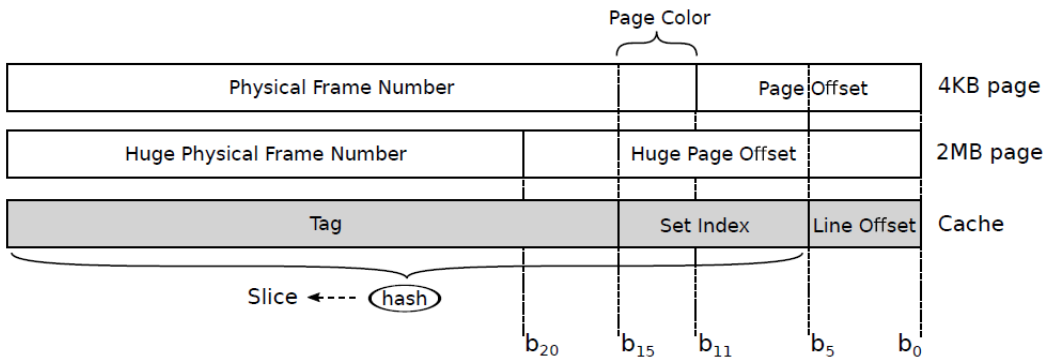 Page Color
Physical Frame Number Page Offset 4KB page
Huge Physical Frame Number Huge Page Offset 2MB page
Tag Set Index Line Offset Cache
Slice hash
b₂₀ b₁₅ b₁₁ b₅ b₀